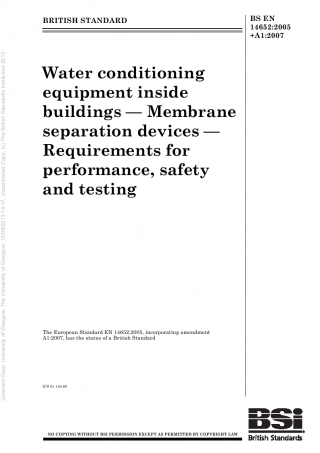 BRITISH STANDARD
BS EN
14652:2005
+A1:2007
Water conditioning
equipment inside
buildings — Membrane
separation devices —
Requirements for
performance, safety
and testing
The European Standard EN 14652:2005, incorporating amendment
A1:2007, has the status of a British Standard
ICS 91.140.60
NO COPYING WITHOUT BSI PERMISSION EXCEPT AS PERMITTED BY COPYRIGHT LAW
BSi
British Standards
Licensed Copy: University of Glasgow, The University of Glasgow, 15/09/2010 14:17, Uncontrolled Copy, (c) The British Standards Institution 2010